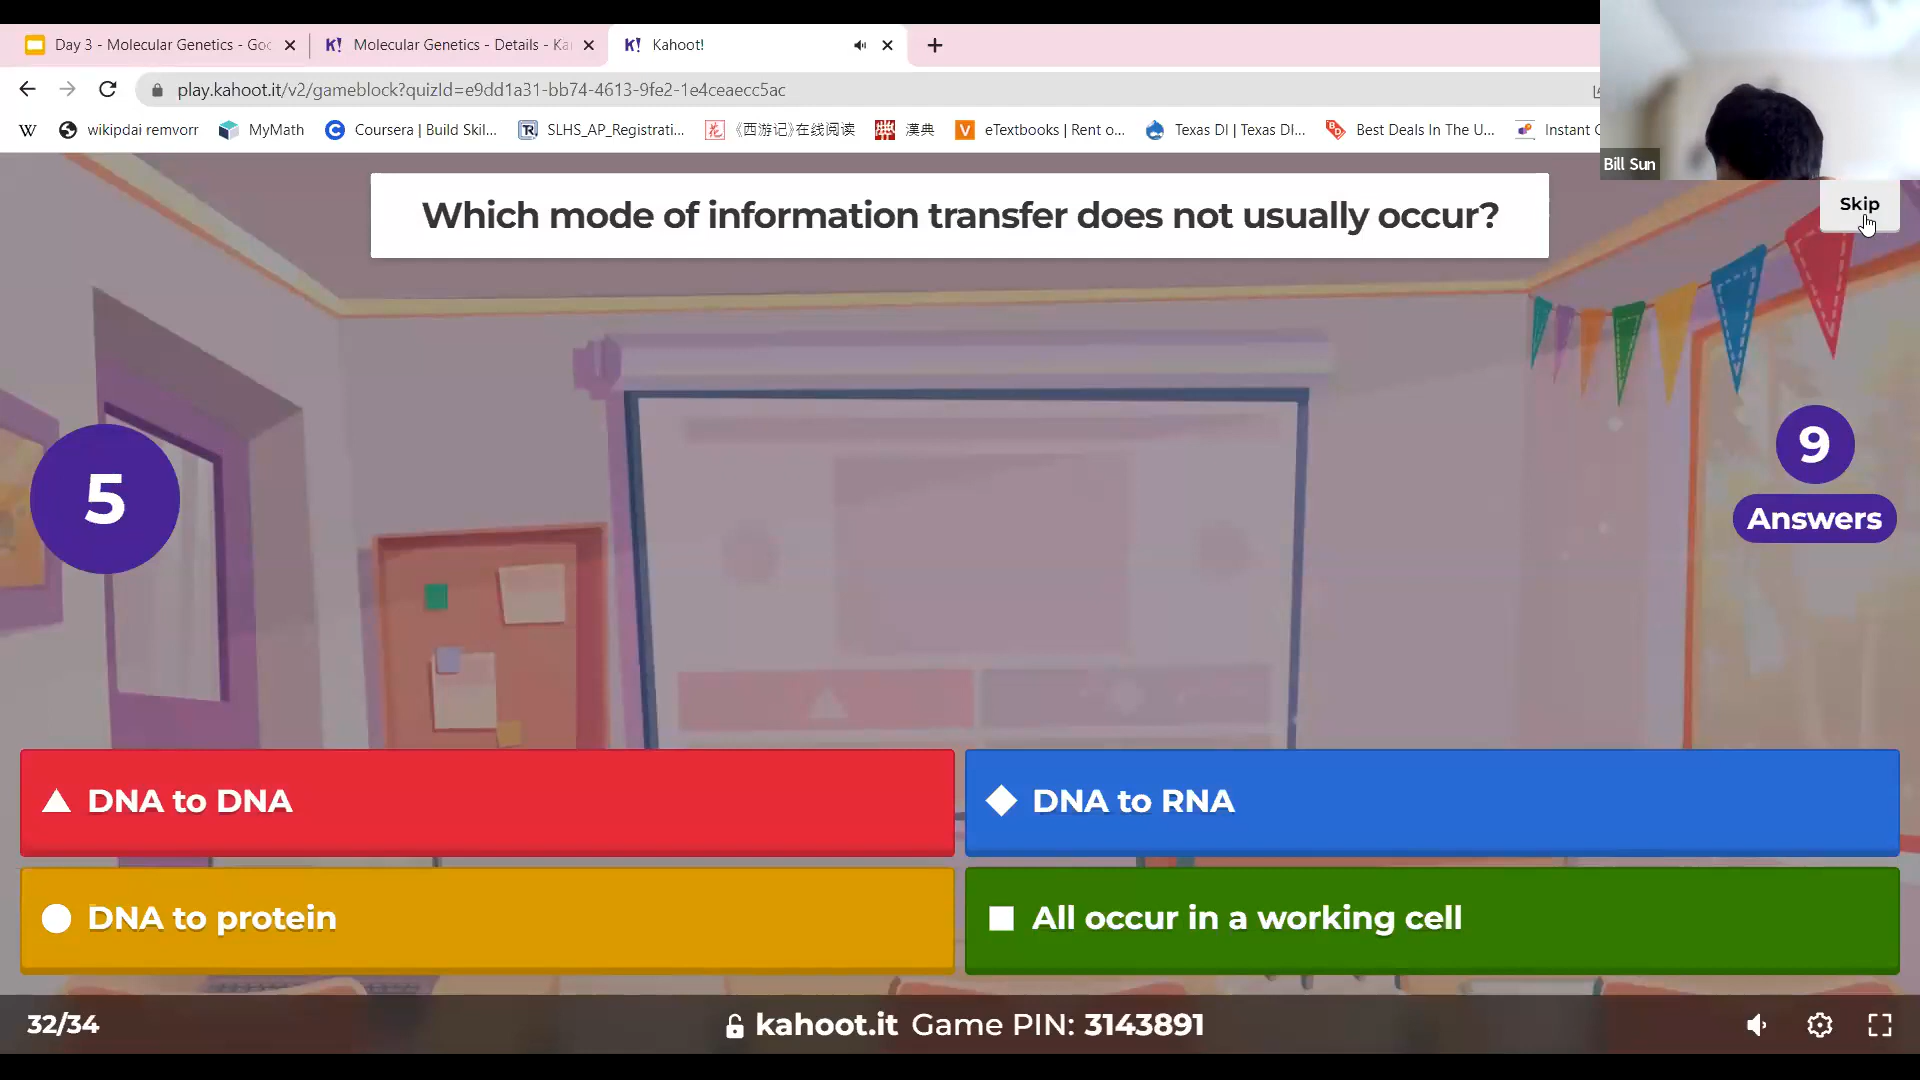 Day 3 - Molecular Genetics - Goo
K! Molecular Genetics - Details - Ka
K! Kahoot!
play.kahoot.it/v2/gameblock?quizId=e9dd1a31-bb74-4613-9fe2-1e4ceaecc5ac
W wikipdai remvorr MyMath Coursera | Build Skil... SLHS_AP_Registrati... 《西游记》在线阅读 漢典 eTextbooks | Rent o... Texas DI | Texas DI... Best Deals In The U... Instant
Bill Sun
Which mode of information transfer does not usually occur?
Skip
5
9
Answers
DNA to DNA
DNA to RNA
DNA to protein
All occur in a working cell
32/34
kahoot.it Game PIN: 3143891